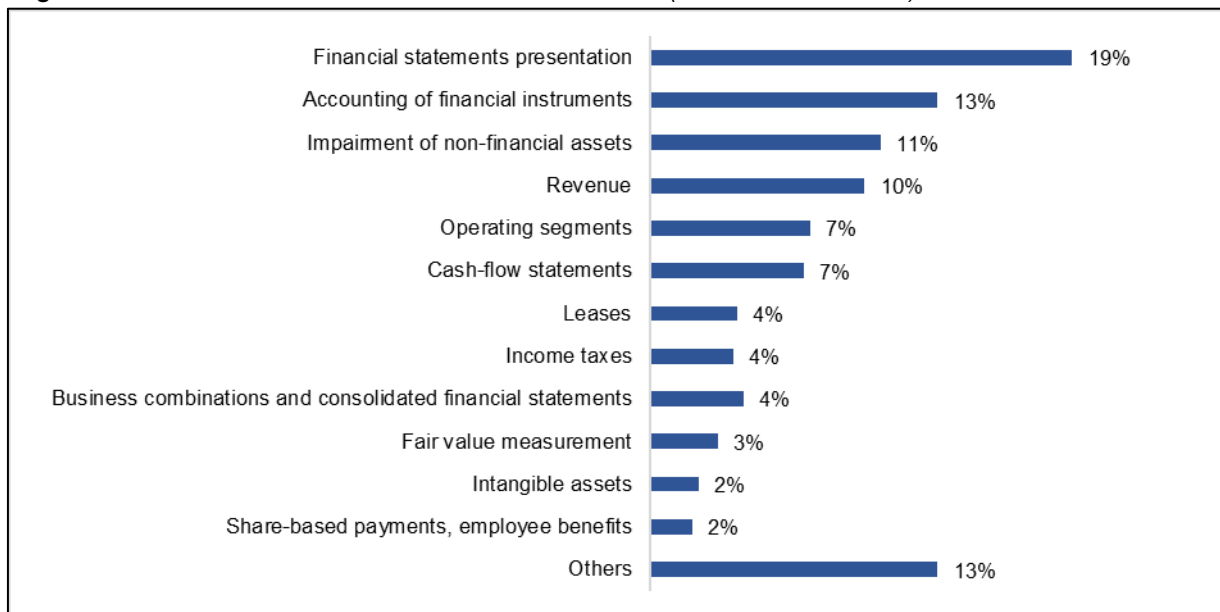 Financial statements presentation 19%
Accounting of financial instruments 13%
Impairment of non-financial assets 11%
Revenue 10%
Operating segments 7%
Cash-flow statements 7%
Leases 4%
Income taxes 4%
Business combinations and consolidated financial statements 4%
Fair value measurement 3%
Intangible assets 2%
Share-based payments, employee benefits 2%
Others 13%